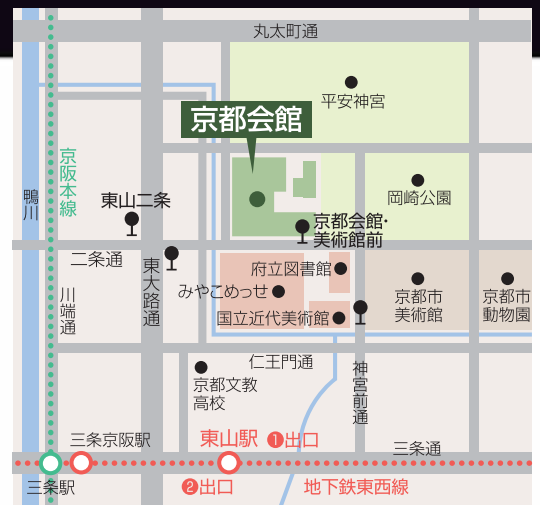 丸太町通
平安神宮
京都会館
京阪本線
岡崎公園
鴨川
東山二条
京都会館・
美術館前
二条通
東大路通
府立図書館
みやこめっせ
京都市
美術館
京都市
動物園
川端通
国立近代美術館
仁王門通
神宮前通
京都文教
高校
三条京阪駅
東山駅 ❶出口
三条通
三条駅
❷出口
地下鉄東西線